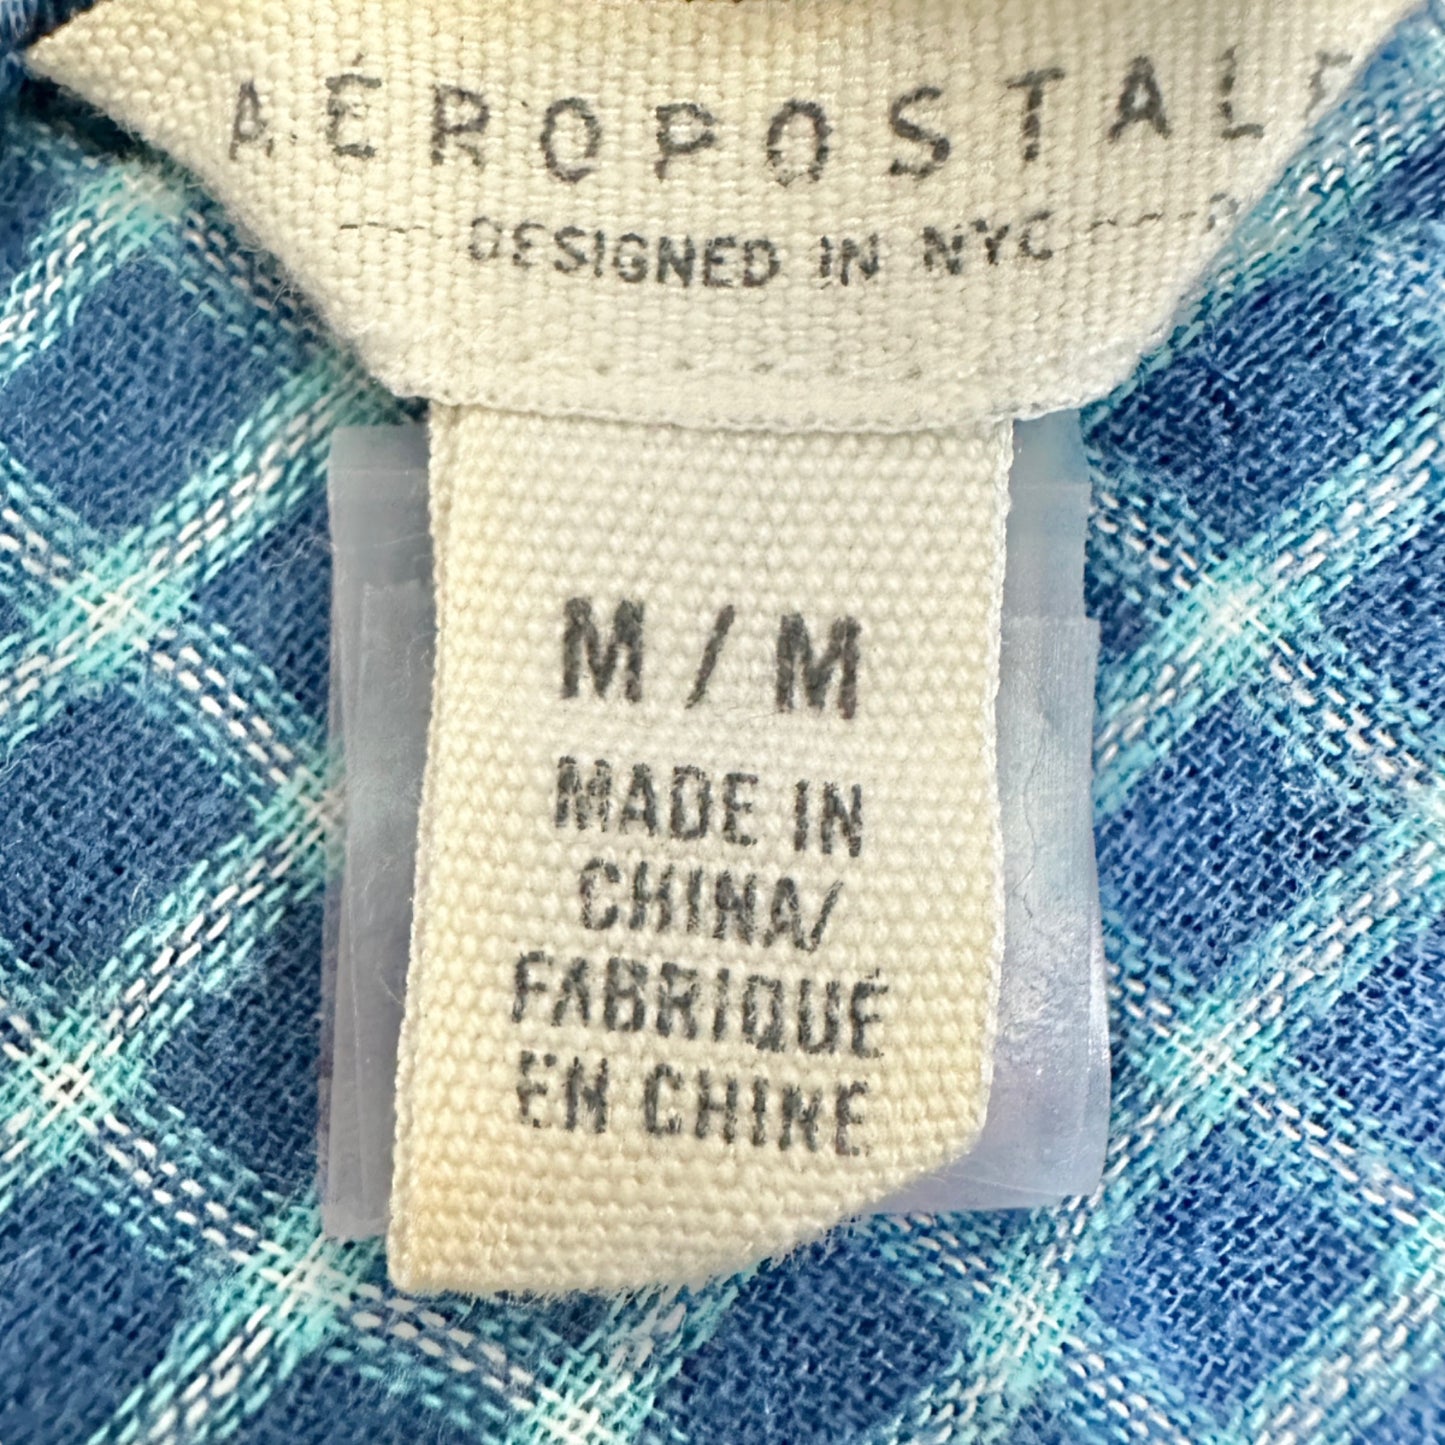 AÉROPOSTALE
DESIGNED IN NYC
M / M
MADE IN
CHINA/
FABRIQUÉ
EN CHINE